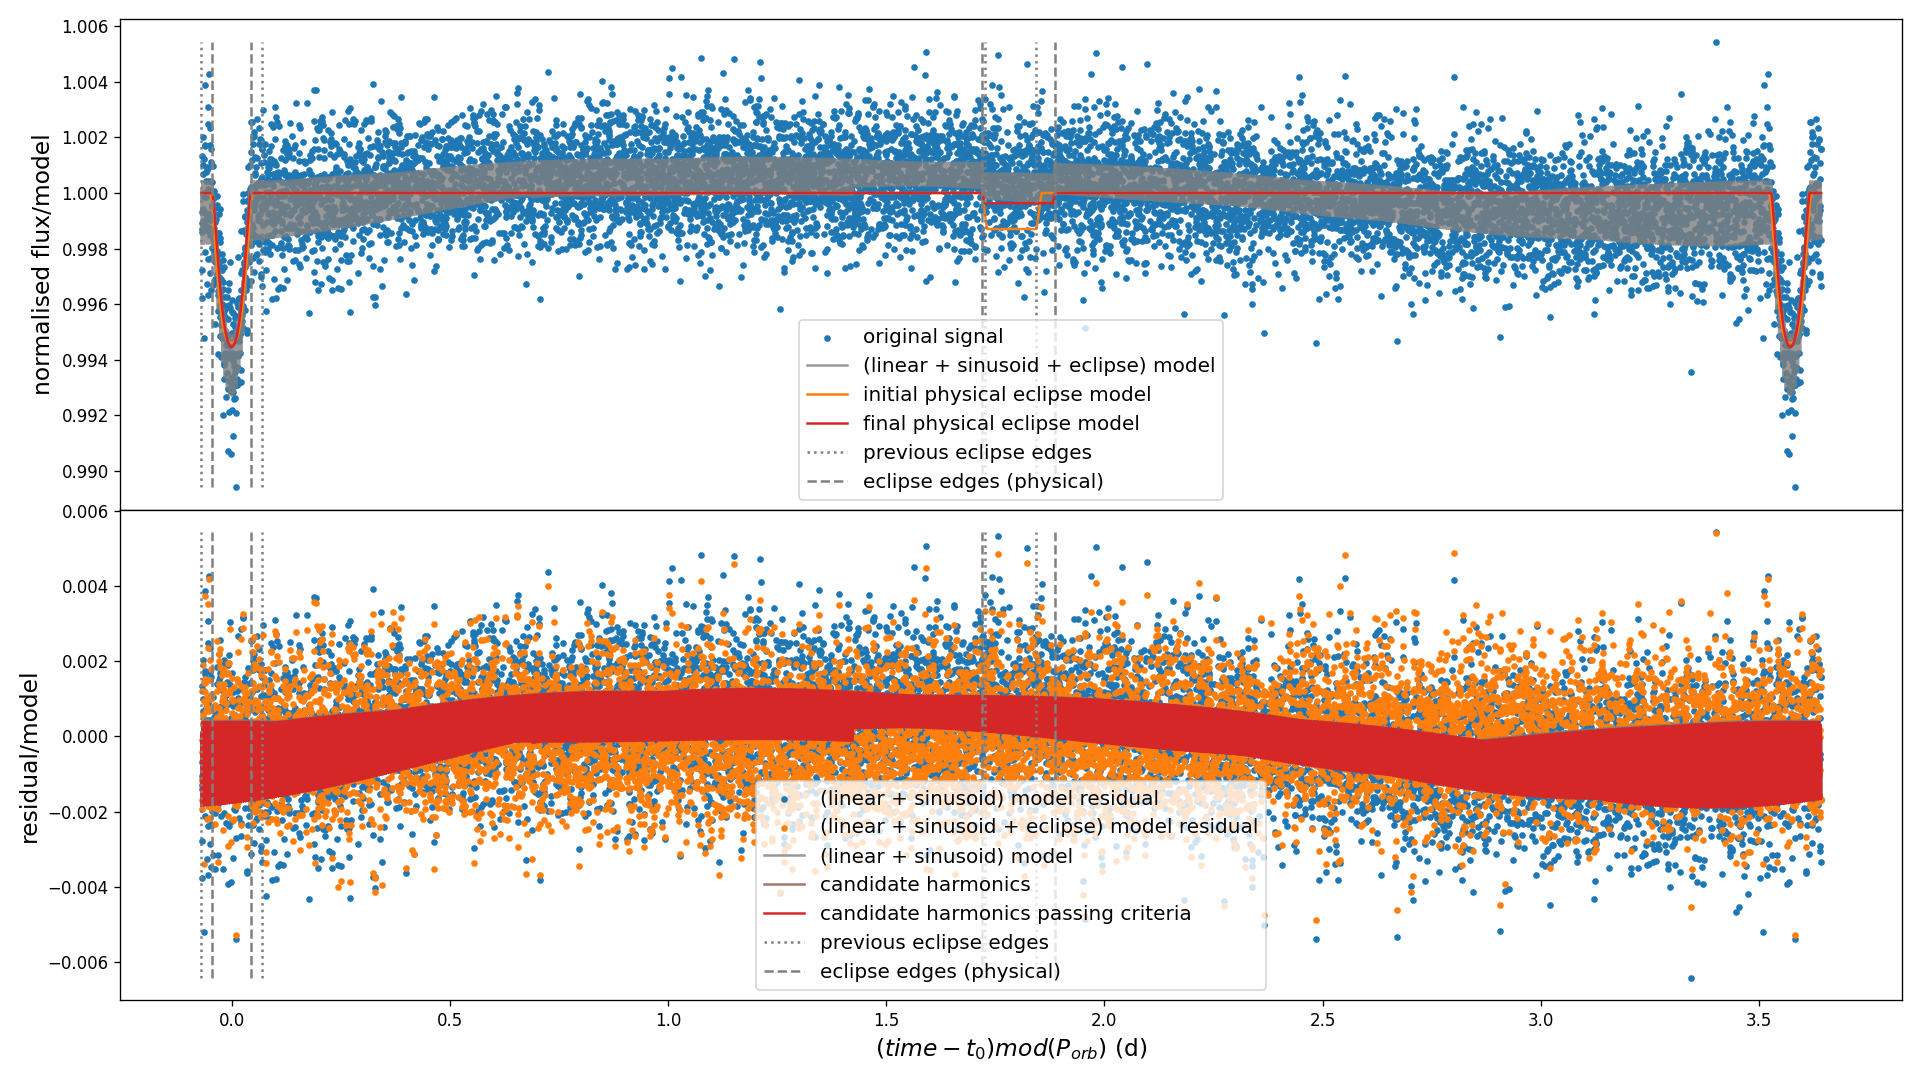 1.006
1.004
1.002
1.000
0.998
0.996
0.994
0.992
0.990
normalised flux/model
original signal
(linear + sinusoid + eclipse) model
initial physical eclipse model
final physical eclipse model
previous eclipse edges
eclipse edges (physical)
0.006
0.004
0.002
0.000
−0.002
−0.004
−0.006
residual/model
(linear + sinusoid) model residual
(linear + sinusoid + eclipse) model residual
(linear + sinusoid) model
candidate harmonics
candidate harmonics passing criteria
previous eclipse edges
eclipse edges (physical)
0.0 0.5 1.0 1.5 2.0 2.5 3.0 3.5
(time − t₀)mod(Pₒᵣb) (d)